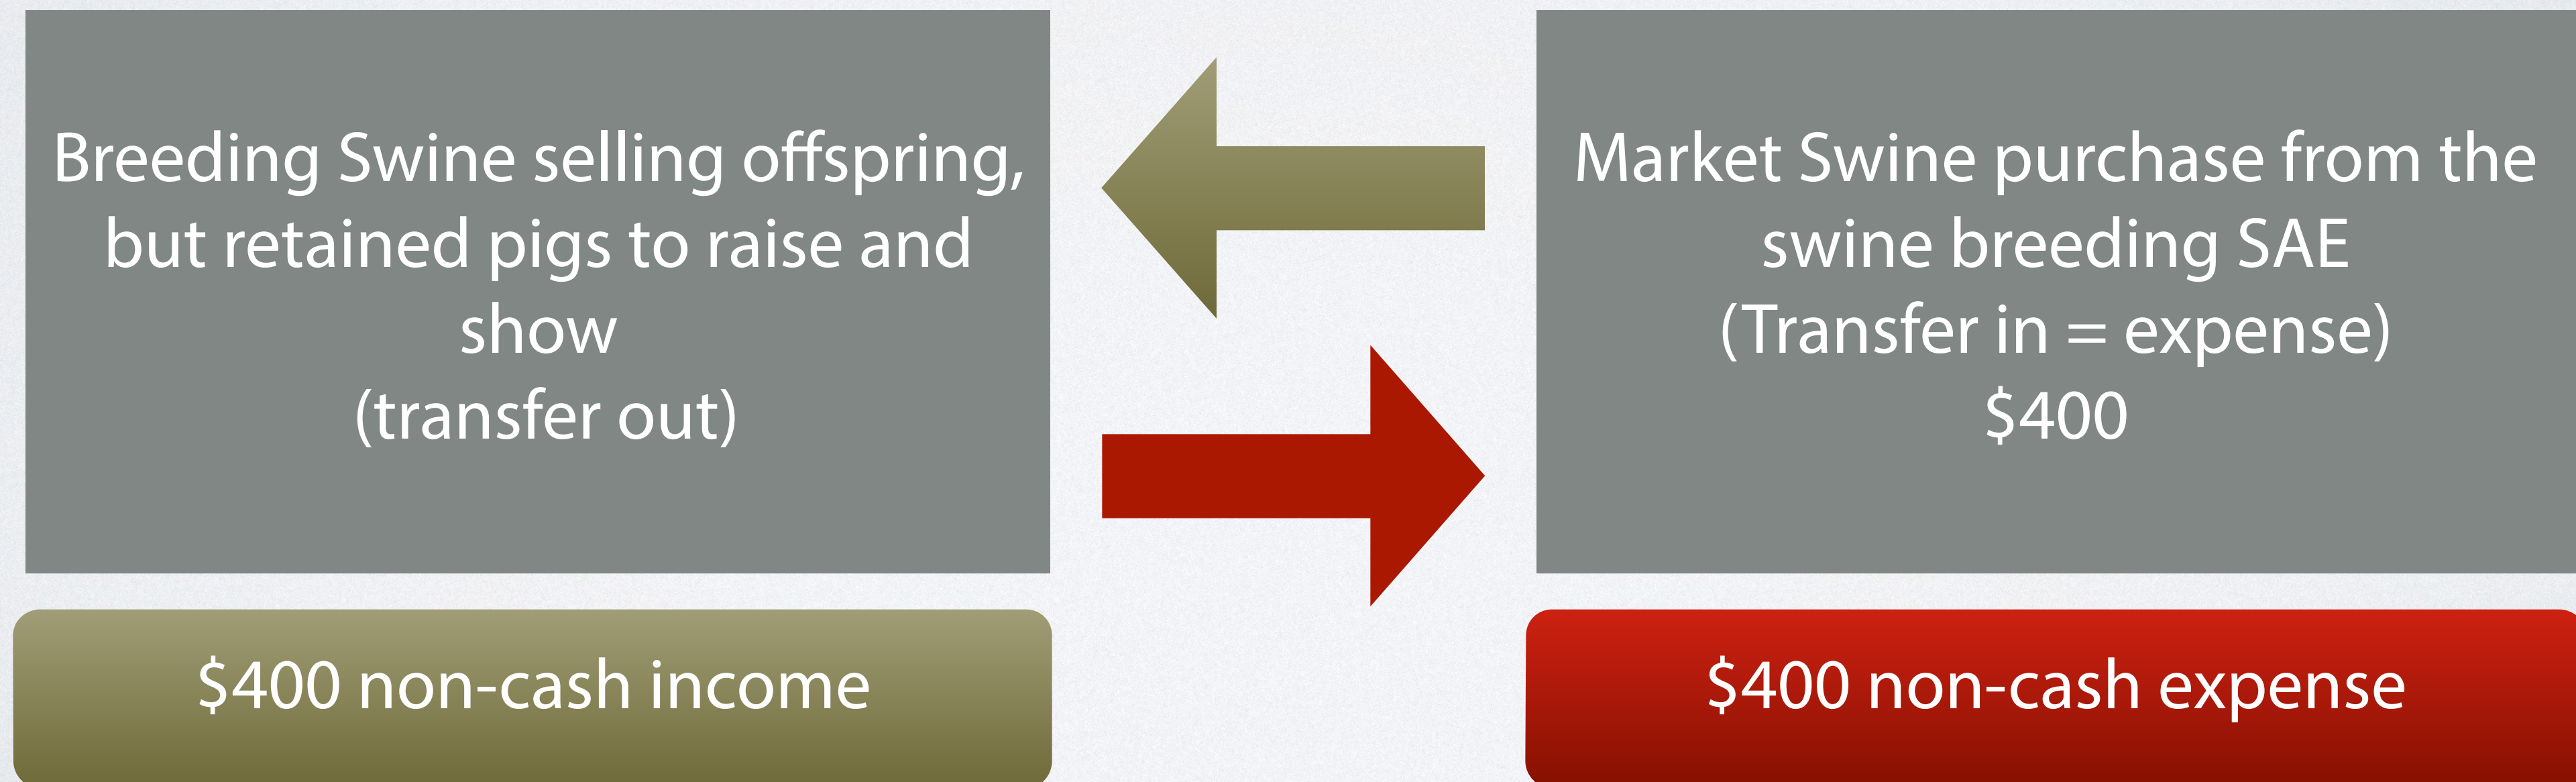 Breeding Swine selling offspring,
but retained pigs to raise and
show
(transfer out)
Market Swine purchase from the
swine breeding SAE
(Transfer in = expense)
$400
$400 non-cash income
$400 non-cash expense